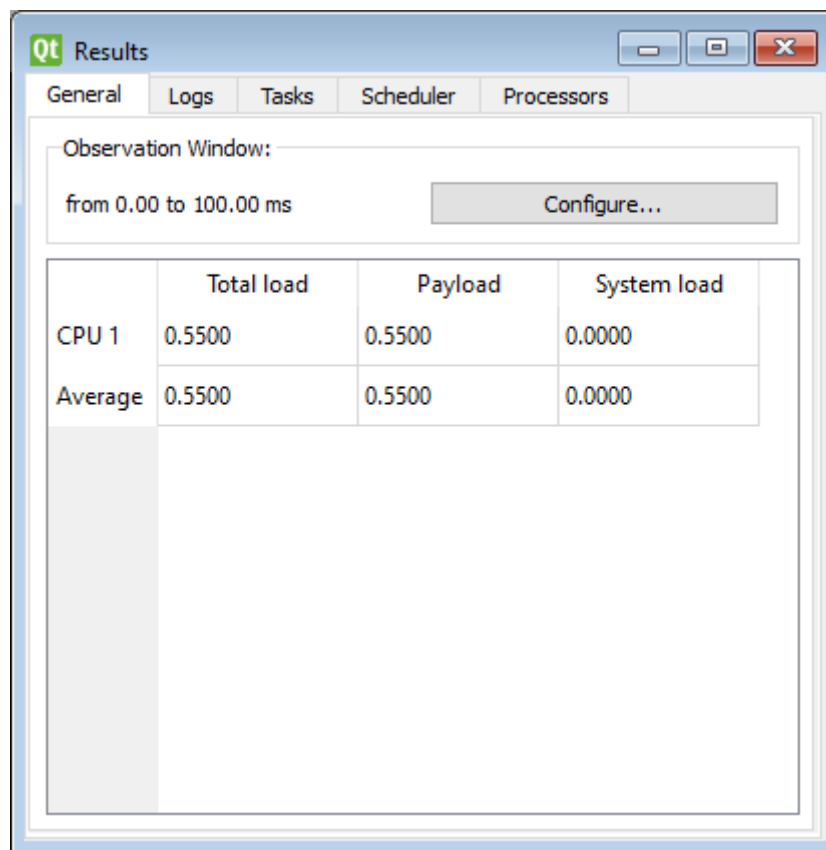 Qt Results
General Logs Tasks Scheduler Processors
Observation Window:
from 0.00 to 100.00 ms Configure...
Total load Payload System load
CPU 1 0.5500 0.5500 0.0000
Average 0.5500 0.5500 0.0000